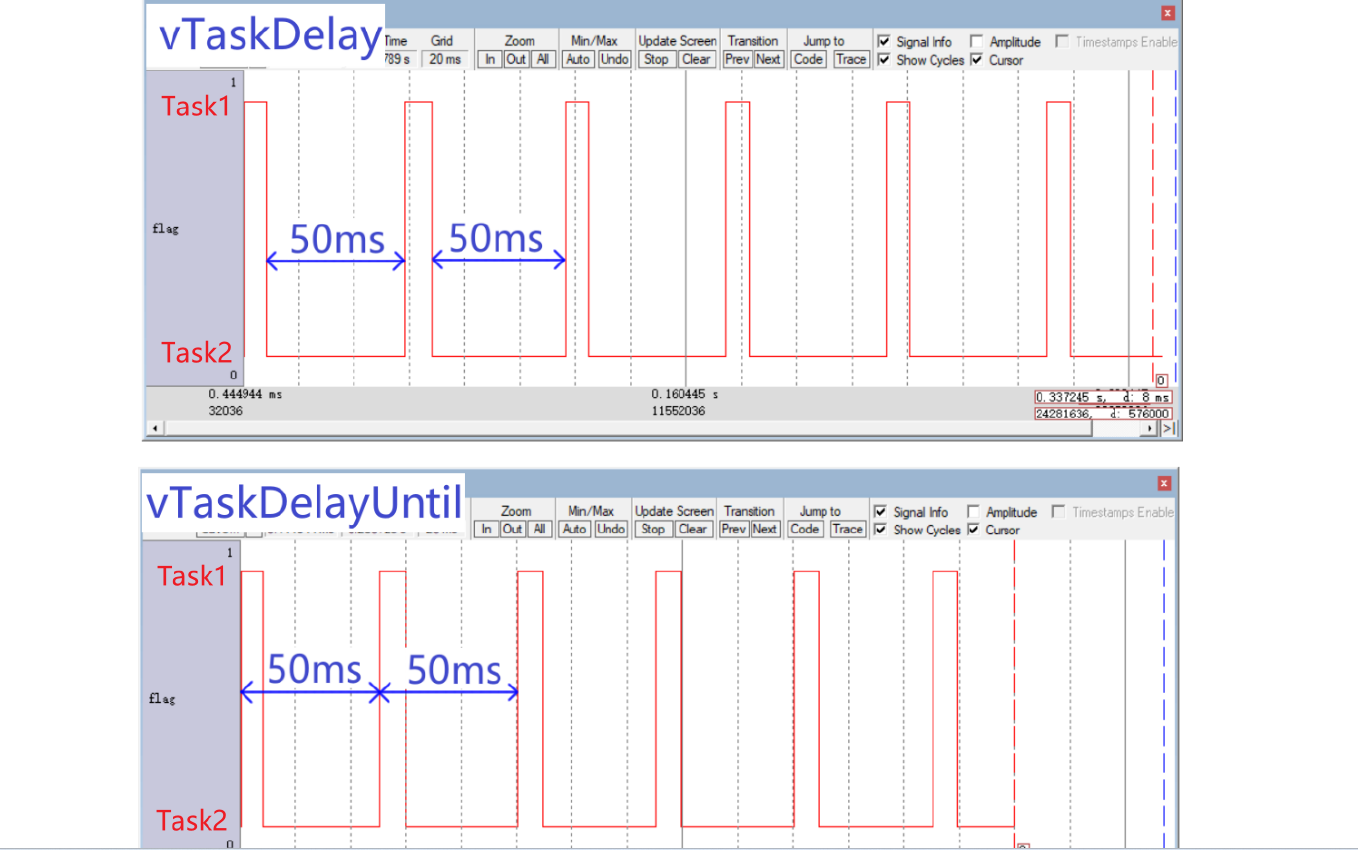 vTaskDelay
Time Grid Zoom Min/Max Update Screen Transition Jump to Signal Info Amplitude Timestamps Enable
789 s 20 ms In Out All Auto Undo Stop Clear Prev Next Code Trace Show Cycles Cursor
1
Task1
flag
50ms 50ms
Task2
0
0
0.444944 ms 0.160445 s 0.337245 s, d: 8 ms
32036 11552036 24281636, d: 576000
vTaskDelayUntil
Zoom Min/Max Update Screen Transition Jump to Signal Info Amplitude Timestamps Enable
In Out All Auto Undo Stop Clear Prev Next Code Trace Show Cycles Cursor
1
Task1
50ms 50ms
flag
Task2
0